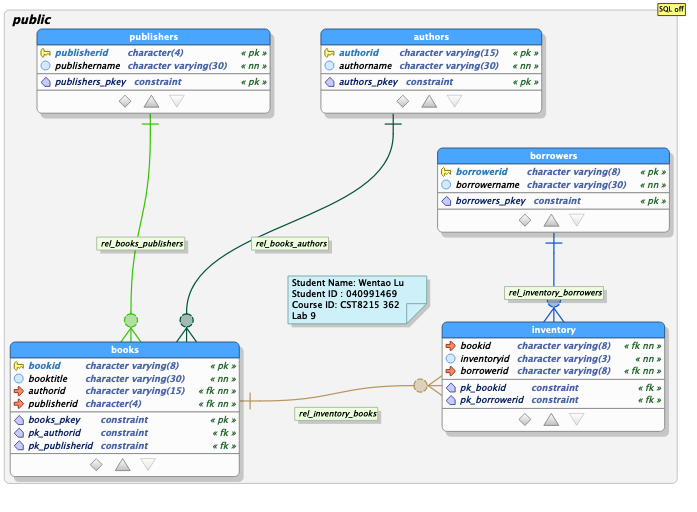 SQL off
public
publishers
publisherid character(4) « pk »
publishername character varying(30) « nn »
publishers_pkey constraint « pk »
authors
authorid character varying(15) « pk »
authorname character varying(30) « nn »
authors_pkey constraint « pk »
borrowers
borrowerid character varying(8) « pk »
borrowername character varying(30) « nn »
borrowers_pkey constraint « pk »
rel_books_publishers
rel_books_authors
rel_inventory_borrowers
Student Name: Wentao Lu
Student ID : 040991469
Course ID: CST8215 362
Lab 9
inventory
bookid character varying(8) « fk nn »
inventoryid character varying(3) « nn »
borrowerid character varying(8) « fk nn »
pk_bookid constraint « fk »
pk_borrowerid constraint « fk »
books
bookid character varying(8) « pk »
booktitle character varying(30) « nn »
authorid character varying(15) « fk nn »
publisherid character(4) « fk nn »
books_pkey constraint « pk »
pk_authorid constraint « fk »
pk_publisherid constraint « fk »
rel_inventory_books